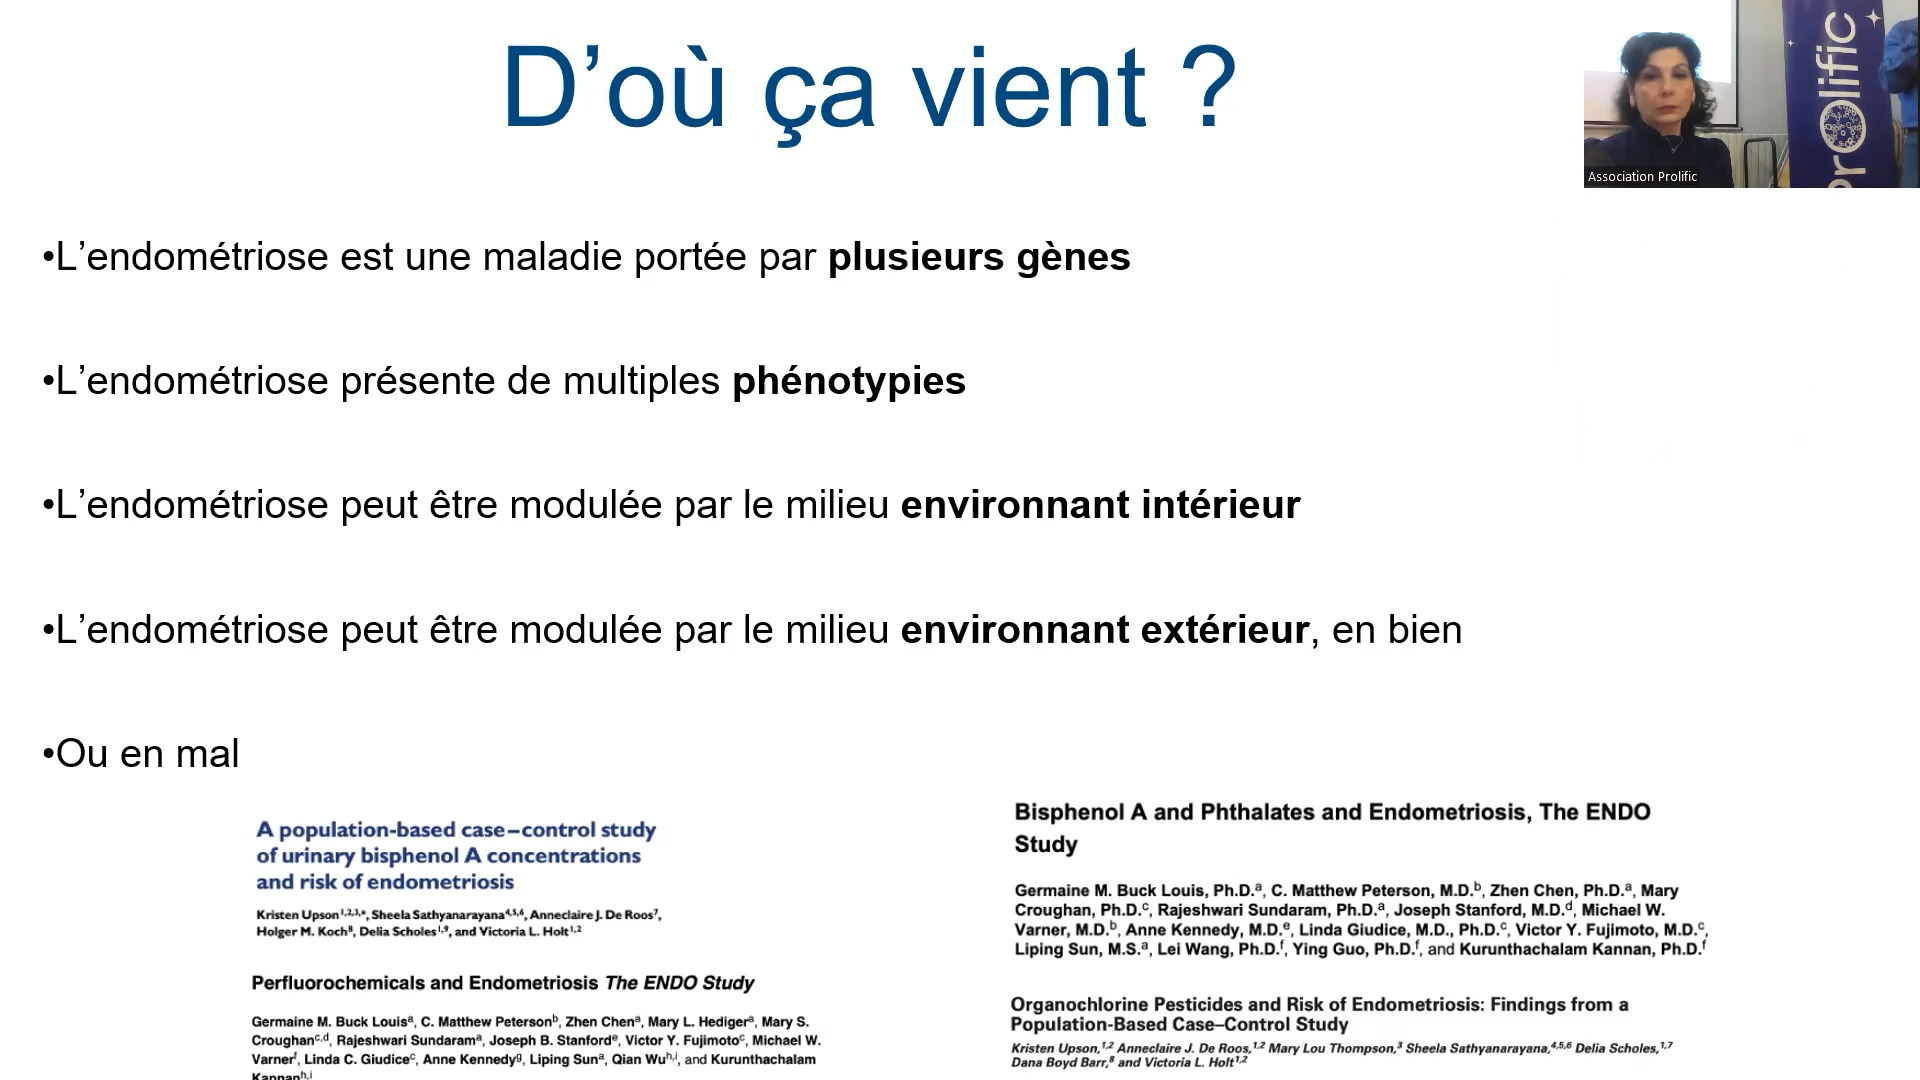 D’où ça vient ?
prOlific
Association Prolific
•L’endométriose est une maladie portée par plusieurs gènes
•L’endométriose présente de multiples phénotypies
•L’endométriose peut être modulée par le milieu environnant intérieur
•L’endométriose peut être modulée par le milieu environnant extérieur, en bien
•Ou en mal
A population-based case–control study
of urinary bisphenol A concentrations
and risk of endometriosis
Kristen Upson1,2,3,*, Sheela Sathyanarayana4,5,6, Anneclaire J. De Roos7,
Holger M. Koch8, Delia Scholes1,9, and Victoria L. Holt1,2
Perfluorochemicals and Endometriosis The ENDO Study
Germaine M. Buck Louisa, C. Matthew Petersonb, Zhen Chena, Mary L. Hedigera, Mary S.
Croughanc,d, Rajeshwari Sundarama, Joseph B. Stanforde, Victor Y. Fujimotoc, Michael W.
Varnerf, Linda C. Giudicec, Anne Kennedyg, Liping Suna, Qian Wuh,i, and Kurunthachalam
Kannanh,i
Bisphenol A and Phthalates and Endometriosis, The ENDO
Study
Germaine M. Buck Louis, Ph.D.a, C. Matthew Peterson, M.D.b, Zhen Chen, Ph.D.a, Mary
Croughan, Ph.D.c, Rajeshwari Sundaram, Ph.D.a, Joseph Stanford, M.D.d, Michael W.
Varner, M.D.b, Anne Kennedy, M.D.e, Linda Giudice, M.D., Ph.D.c, Victor Y. Fujimoto, M.D.c,
Liping Sun, M.S.a, Lei Wang, Ph.D.f, Ying Guo, Ph.D.f, and Kurunthachalam Kannan, Ph.D.f
Organochlorine Pesticides and Risk of Endometriosis: Findings from a
Population-Based Case–Control Study
Kristen Upson,1,2 Anneclaire J. De Roos,1,2 Mary Lou Thompson,3 Sheela Sathyanarayana,4,5,6 Delia Scholes,1,7
Dana Boyd Barr,8 and Victoria L. Holt1,2